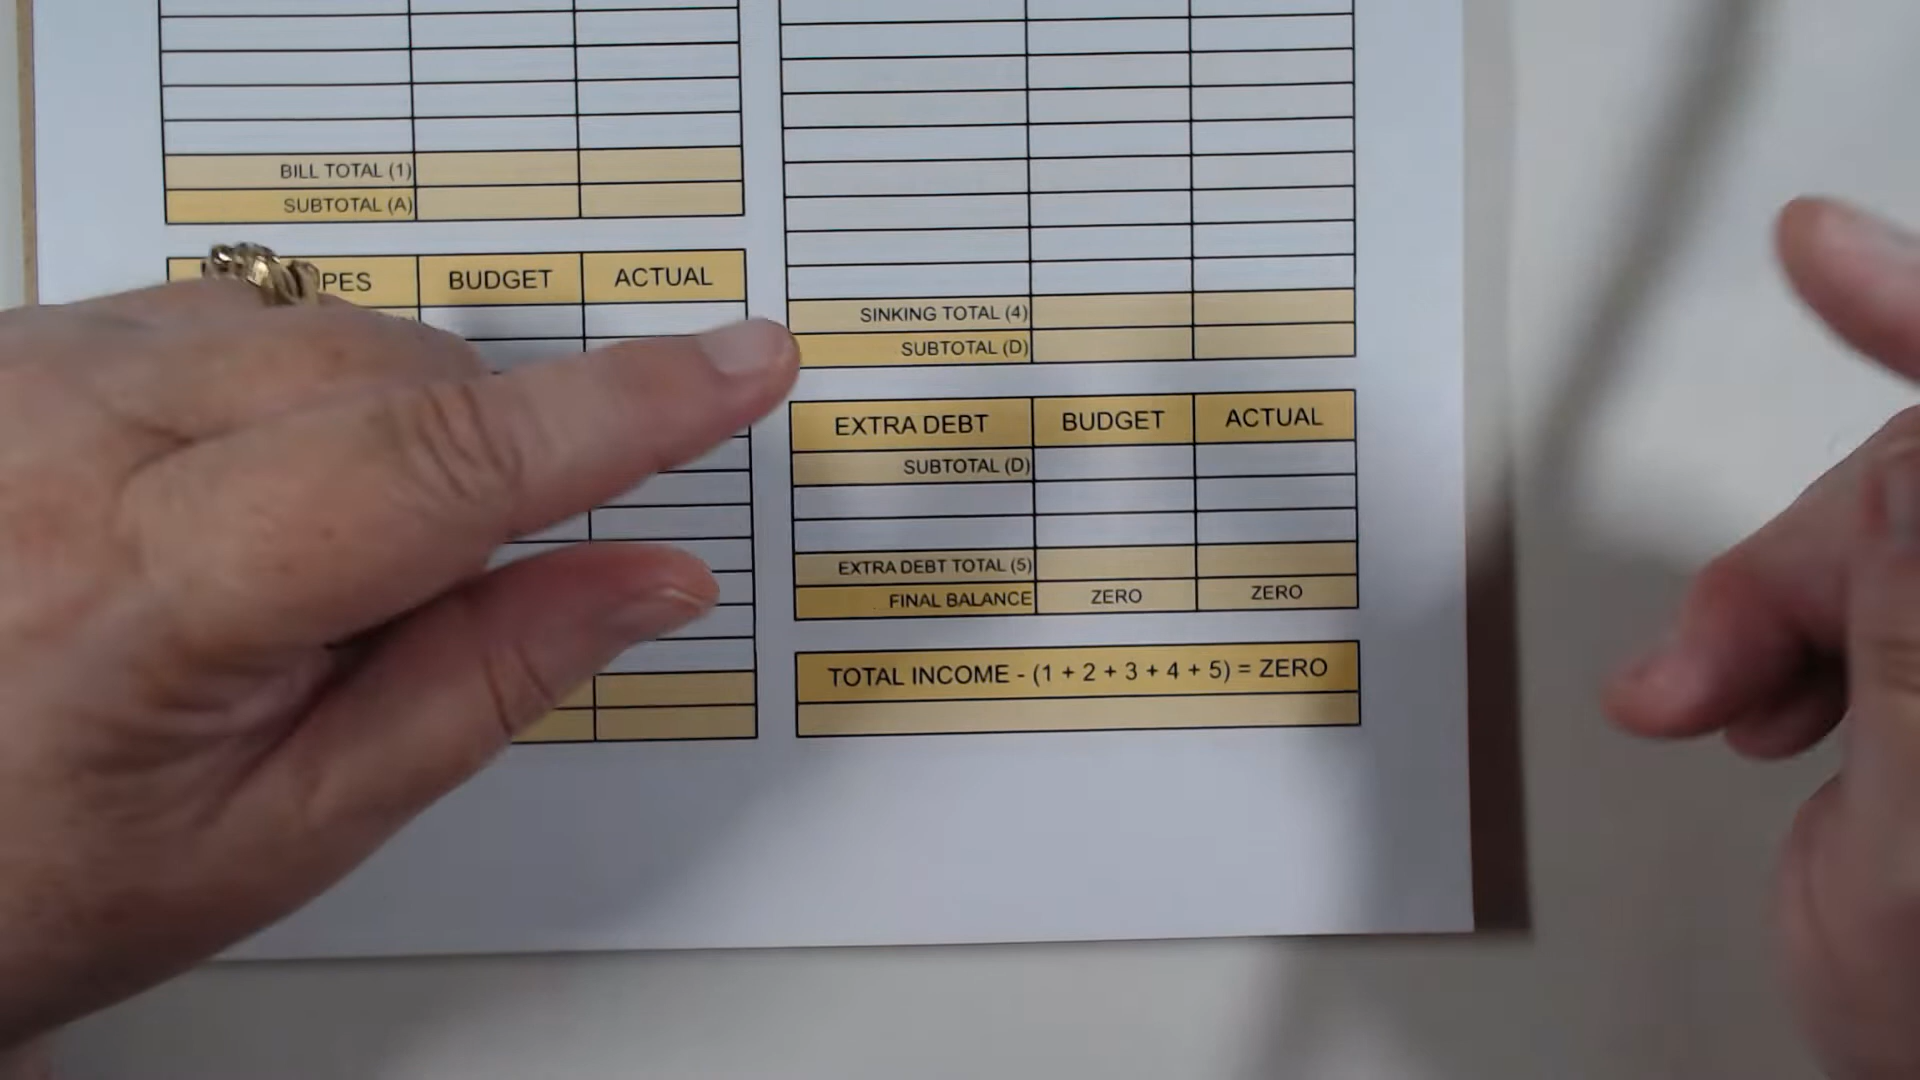 BILL TOTAL (1)
SUBTOTAL (A)
BUDGET ACTUAL
SINKING TOTAL (4)
SUBTOTAL (D)
EXTRA DEBT BUDGET ACTUAL
SUBTOTAL (D)
EXTRA DEBT TOTAL (5)
FINAL BALANCE ZERO ZERO
TOTAL INCOME - (1 + 2 + 3 + 4 + 5) = ZERO